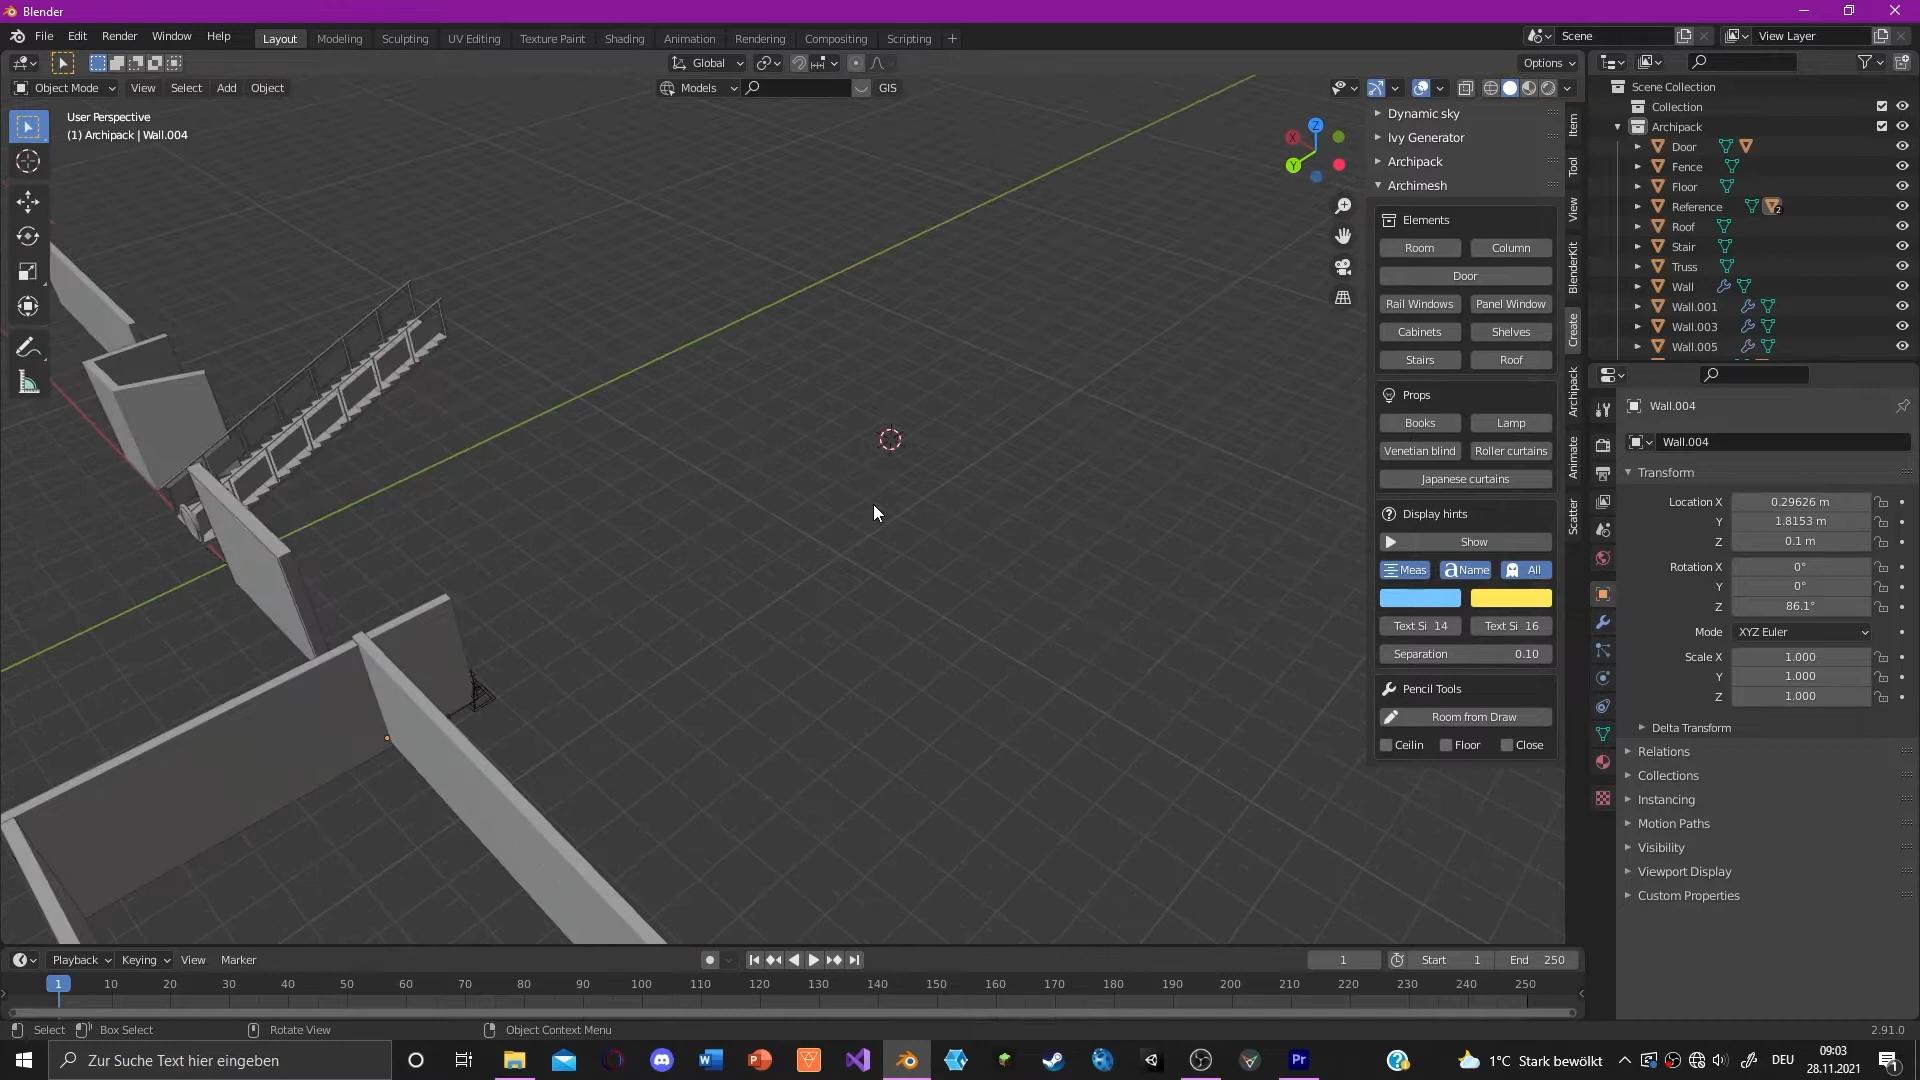 Blender
File Edit Render Window Help
Layout Modeling Sculpting UV Editing Texture Paint Shading Animation Rendering Compositing Scripting +
Scene
View Layer
Global
Options
Object Mode View Select Add Object
Models
GIS
User Perspective
(1) Archipack | Wall.004
X
Y
Z
Dynamic sky
Ivy Generator
Archipack
Archimesh
Elements
Room Column
Door
Rail Windows Panel Window
Cabinets Shelves
Stairs Roof
Props
Books Lamp
Venetian blind Roller curtains
Japanese curtains
Display hints
Show
Meas aName All
Text Si 14 Text Si 16
Separation 0.10
Pencil Tools
Room from Draw
Ceilin Floor Close
Item
Tool
View
BlenderKit
Create
Archipack
Animate
Scatter
Scene Collection
Collection
Archipack
Door
Fence
Floor
Reference 2
Roof
Stair
Truss
Wall
Wall.001
Wall.003
Wall.005
Wall.004
Wall.004
Transform
Location X 0.29626 m
Y 1.8153 m
Z 0.1 m
Rotation X 0°
Y 0°
Z 86.1°
Mode XYZ Euler
Scale X 1.000
Y 1.000
Z 1.000
Delta Transform
Relations
Collections
Instancing
Motion Paths
Visibility
Viewport Display
Custom Properties
Playback Keying View Marker
1 Start 1 End 250
1 10 20 30 40 50 60 70 80 90 100 110 120 130 140 150 160 170 180 190 200 210 220 230 240 250
Select Box Select Rotate View Object Context Menu 2.91.0
Zur Suche Text hier eingeben
1°C Stark bewölkt
DEU
09:03
28.11.2021
1